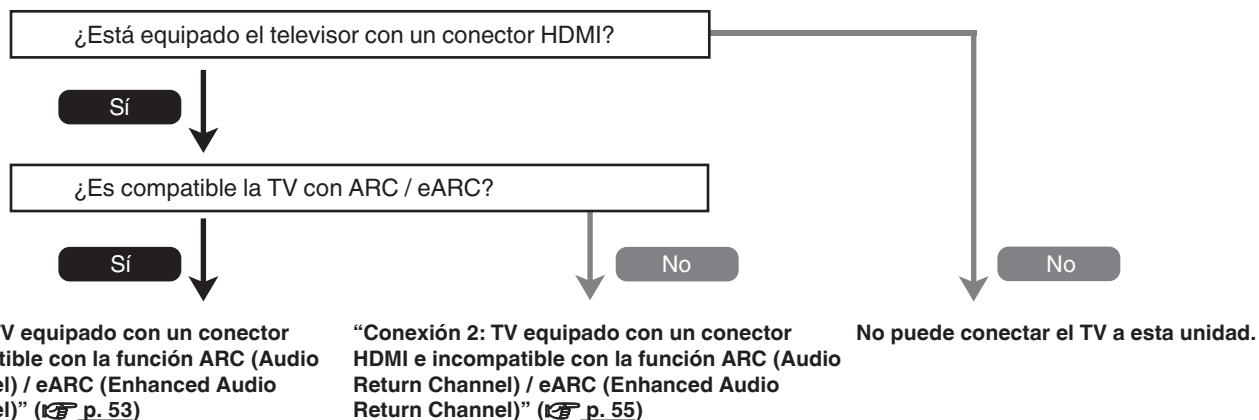 ¿Está equipado el televisor con un conector HDMI?
Sí
¿Es compatible la TV con ARC / eARC?
Sí
No
No
V equipado con un conector
tible con la función ARC (Audio
el) / eARC (Enhanced Audio
el)” (☞ p. 53)
“Conexión 2: TV equipado con un conector
HDMI e incompatible con la función ARC (Audio
Return Channel) / eARC (Enhanced Audio
Return Channel)” (☞ p. 55)
No puede conectar el TV a esta unidad.